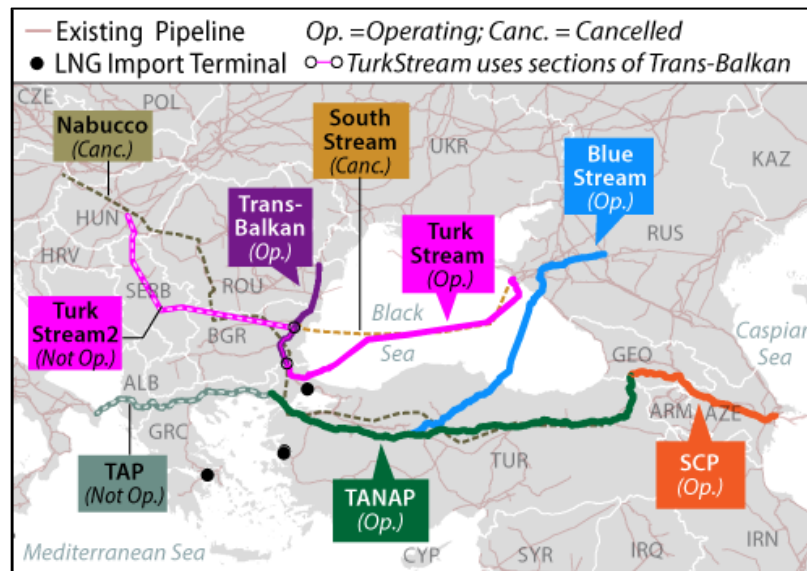 Existing Pipeline Op. =Operating; Canc. = Cancelled
LNG Import Terminal TurkStream uses sections of Trans-Balkan
CZE
POL
Nabucco
(Canc.)
South
Stream
(Canc.)
UKR
Blue
Stream
(Op.)
KAZ
Trans-
Balkan
(Op.)
HUN
Turk
Stream
(Op.)
RUS
HRV
SERB
ROU
Turk
Stream2
(Not Op.)
BGR
Black
Sea
Caspian
Sea
GEO
ALB
ARM
AZE
GRC
TAP
(Not Op.)
TUR
SCP
(Op.)
TANAP
(Op.)
Mediterranean Sea
CYP
SYR
IRQ
IRN